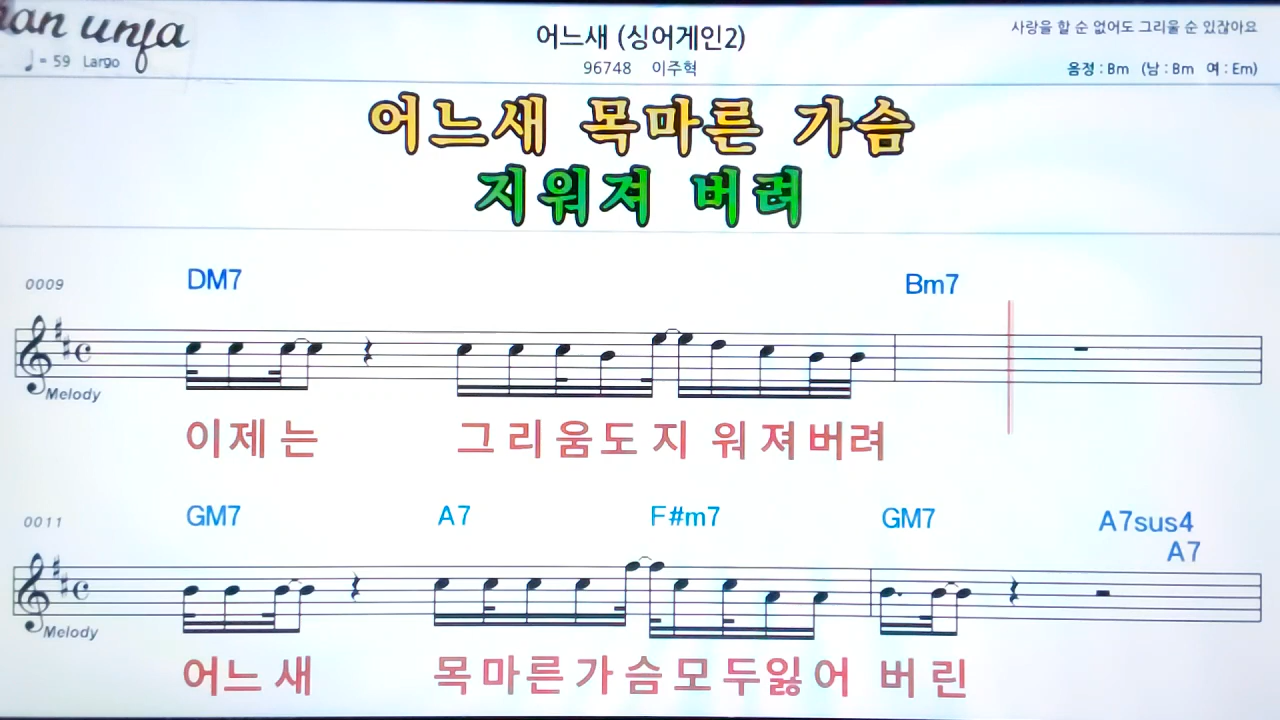 어느새 (싱어게인2)
사랑을 할 순 없어도 그리울 순 있잖아요
♩= 59 Largo
96748 이주혁
음정 : Bm (남 : Bm 여 : Em)
어느새 목마른 가슴
지워져 버려
0009
DM7 Bm7
Melody
이제는 그리움도지 워져버려
0011
GM7 A7 F#m7 GM7 A7sus4
A7
Melody
어느새 목마른가슴모두잃어 버린